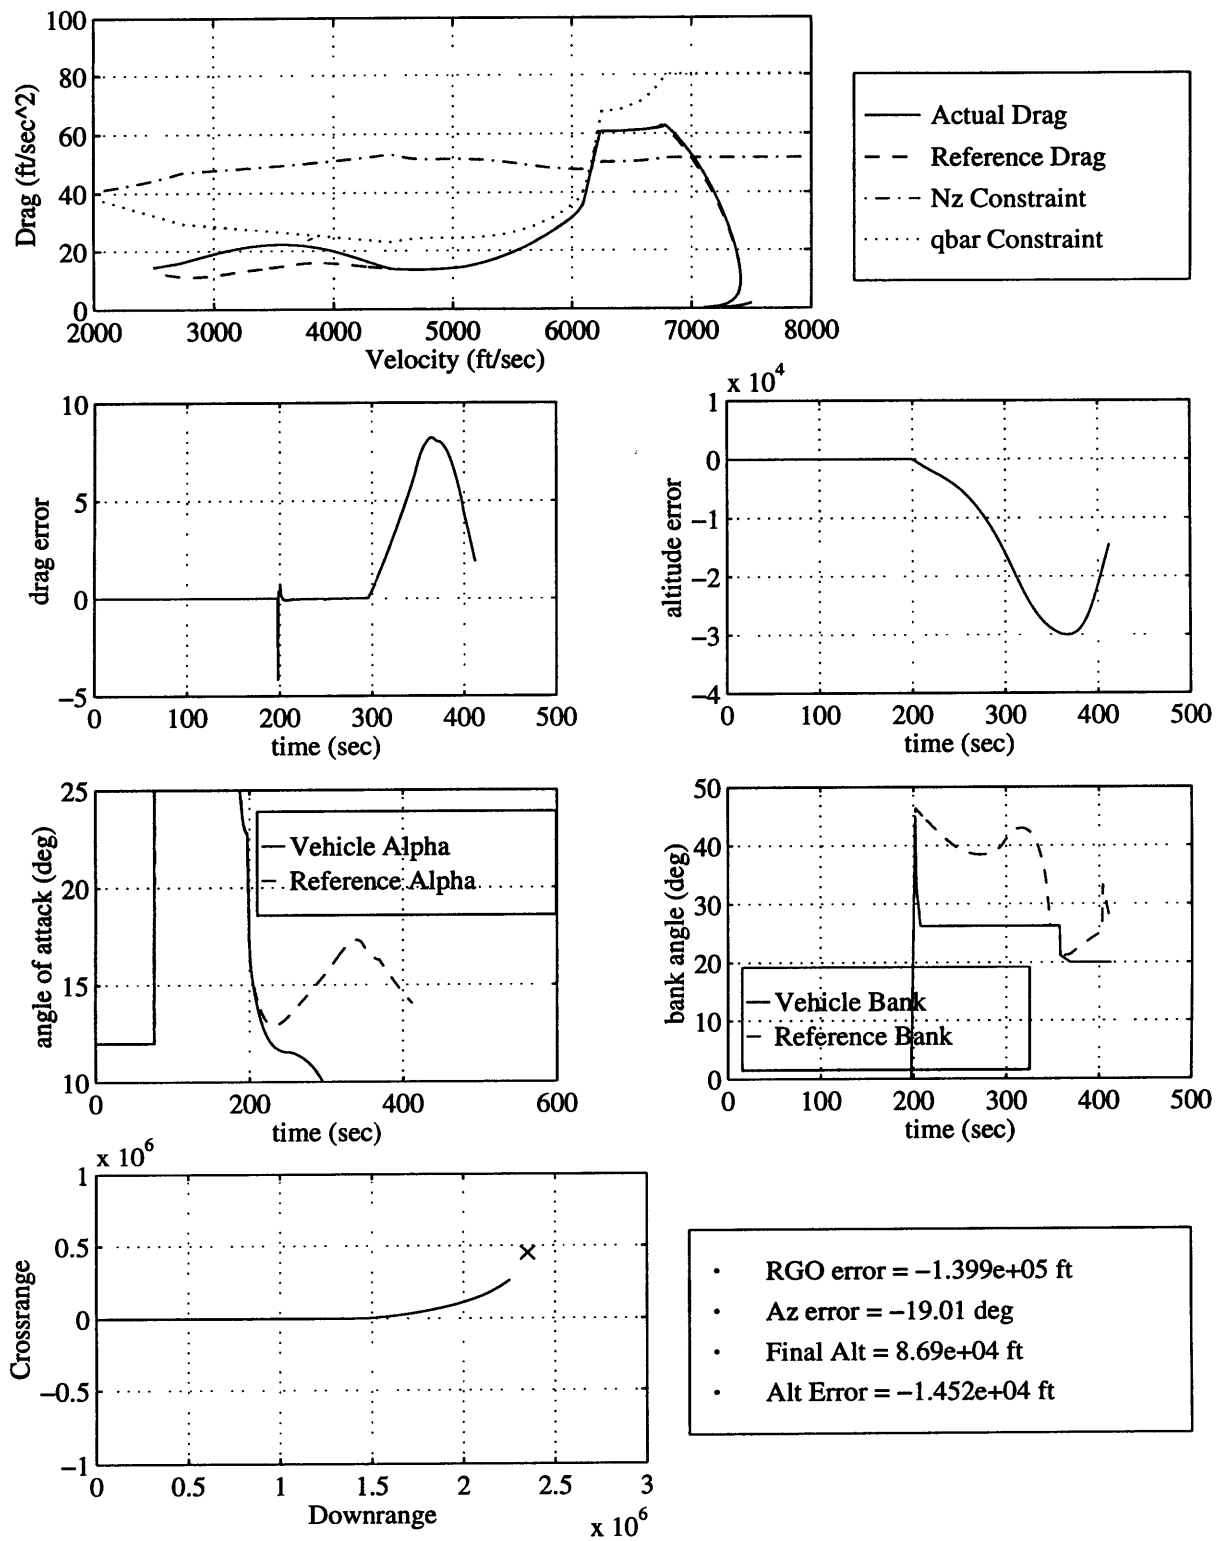 100
80
60
40
20
0
Drag (ft/sec^2)
2000 3000 4000 5000 6000 7000 8000
Velocity (ft/sec)
Actual Drag
Reference Drag
Nz Constraint
qbar Constraint
10
5
0
−5
drag error
0 100 200 300 400 500
time (sec)
x 10^4
1
0
−1
−2
−3
−4
altitude error
0 100 200 300 400 500
time (sec)
25
20
15
10
angle of attack (deg)
Vehicle Alpha
Reference Alpha
0 200 400 600
time (sec)
50
40
30
20
10
0
bank angle (deg)
Vehicle Bank
Reference Bank
0 100 200 300 400 500
time (sec)
x 10^6
1
0.5
0
−0.5
−1
Crossrange
0 0.5 1 1.5 2 2.5 3
Downrange
x 10^6
· RGO error = −1.399e+05 ft
· Az error = −19.01 deg
· Final Alt = 8.69e+04 ft
· Alt Error = −1.452e+04 ft